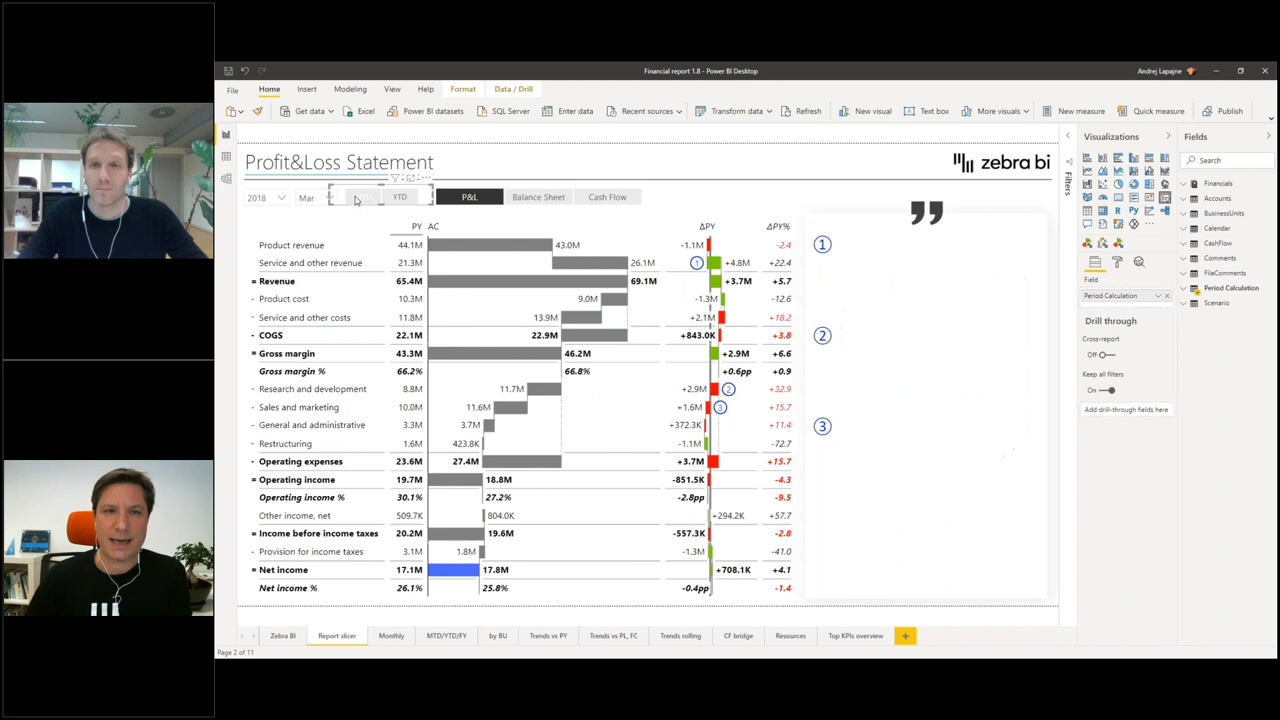 Financial report 1.8 - Power BI Desktop
Andrej Lapajne
File Home Insert Modeling View Help Format Data / Drill
Get data Excel Power BI datasets SQL Server Enter data Recent sources Transform data Refresh New visual Text box More visuals New measure Quick measure Publish
Profit&Loss Statement
zebra bi
2018 Mar YTD P&L Balance Sheet Cash Flow
PY AC ΔPY ΔPY%
Product revenue 44.1M 43.0M -1.1M -2.4
Service and other revenue 21.3M 26.1M 1 +4.8M +22.4
= Revenue 65.4M 69.1M +3.7M +5.7
- Product cost 10.3M 9.0M -1.3M -12.6
- Service and other costs 11.8M 13.9M +2.1M +18.2
- COGS 22.1M 22.9M +843.0K +3.8
= Gross margin 43.3M 46.2M +2.9M +6.6
Gross margin % 66.2% 66.8% +0.6pp +0.9
- Research and development 8.8M 11.7M +2.9M 2 +32.9
- Sales and marketing 10.0M 11.6M +1.6M 3 +15.7
- General and administrative 3.3M 3.7M +372.3K +11.4
- Restructuring 1.6M 423.8K -1.1M -72.7
- Operating expenses 23.6M 27.4M +3.7M +15.7
= Operating income 19.7M 18.8M -851.5K -4.3
Operating income % 30.1% 27.2% -2.8pp -9.5
Other income, net 509.7K 804.0K +294.2K +57.7
= Income before income taxes 20.2M 19.6M -557.3K -2.8
- Provision for income taxes 3.1M 1.8M -1.3M -41.0
= Net income 17.1M 17.8M +708.1K +4.1
Net income % 26.1% 25.8% -0.4pp -1.4
”
1
2
3
Filters
Visualizations
Field
Period Calculation
Drill through
Cross-report
Off
Keep all filters
On
Add drill-through fields here
Fields
Search
Financials
Accounts
BusinessUnits
Calendar
CashFlow
Comments
FileComments
Period Calculation
Scenario
Zebra BI Report slicer Monthly MTD/YTD/FY by BU Trends vs PY Trends vs PL, FC Trends rolling CF bridge Resources Top KPIs overview +
Page 2 of 11